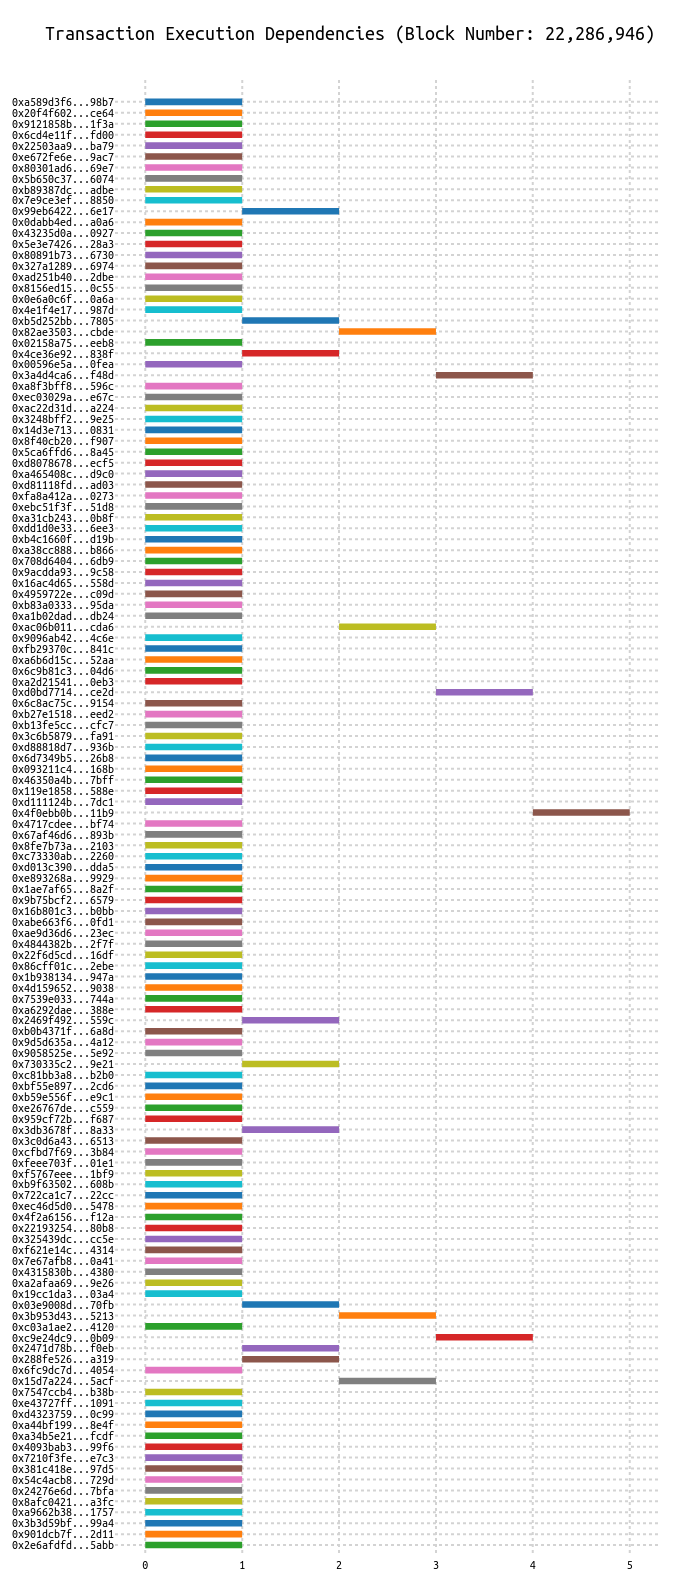 Transaction Execution Dependencies (Block Number: 22,286,946)
0xa589d3f6...98b7
0x20f4f602...ce64
0x9121858b...1f3a
0x6cd4e11f...fd00
0x22503aa9...ba79
0xe672fe6e...9ac7
0x80301ad6...69e7
0x5b650c37...6074
0xb89387dc...adbe
0x7e9ce3ef...8850
0x99eb6422...6e17
0x0dabb4ed...a0a6
0x43235d0a...0927
0x5e3e7426...28a3
0x80891b73...6730
0x327a1289...6974
0xad251b40...2dbe
0x8156ed15...0c55
0x0e6a0c6f...0a6a
0x4e1f4e17...987d
0xb5d252bb...7805
0x82ae3503...cbde
0x02158a75...eeb8
0x4ce36e92...838f
0x00596e5a...0fea
0x3a4d4ca6...f48d
0xa8f3bff8...596c
0xec03029a...e67c
0xac22d31d...a224
0x3248bff2...9e25
0x14d3e713...0831
0x8f40cb20...f907
0x5ca6ffd6...8a45
0xd8078678...ecf5
0xa465408c...d9c0
0xd81118fd...ad03
0xfa8a412a...0273
0xebc51f3f...51d8
0xa31cb243...0b8f
0xdd1d0e33...6ee3
0xb4c1660f...d19b
0xa38cc888...b866
0x708d6404...6db9
0x9acdda93...9c58
0x16ac4d65...558d
0x4959722e...c09d
0xb83a0333...95da
0xa1b02dad...db24
0xac06b011...cda6
0x9096ab42...4c6e
0xfb29370c...841c
0xa6b6d15c...52aa
0x6c9b81c3...04d6
0xa2d21541...0eb3
0xd0bd7714...ce2d
0x6c8ac75c...9154
0xb27e1518...eed2
0xb13fe5cc...cfc7
0x3c6b5879...fa91
0xd88818d7...936b
0x6d7349b5...26b8
0x093211c4...168b
0x46350a4b...7bff
0x119e1858...588e
0xd111124b...7dc1
0x4f0ebb0b...11b9
0x4717cdee...bf74
0x67af46d6...893b
0x8fe7b73a...2103
0xc73330ab...2260
0xd013c390...dda5
0xe893268a...9929
0x1ae7af65...8a2f
0x9b75bcf2...6579
0x16b801c3...b0bb
0xabe663f6...0fd1
0xae9d36d6...23ec
0x4844382b...2f7f
0x22f6d5cd...16df
0x86cff01c...2ebe
0x1b938134...947a
0x4d159652...9038
0x7539e033...744a
0xa6292dae...388e
0x2469f492...559c
0xb0b4371f...6a8d
0x9d5d635a...4a12
0x9058525e...5e92
0x730335c2...9e21
0xc81bb3a8...b2b0
0xbf55e897...2cd6
0xb59e556f...e9c1
0xe26767de...c559
0x959cf72b...f687
0x3db3678f...8a33
0x3c0d6a43...6513
0xcfbd7f69...3b84
0xfeee703f...01e1
0xf5767eee...1bf9
0xb9f63502...608b
0x722ca1c7...22cc
0xec46d5d0...5478
0x4f2a6156...f12a
0x22193254...80b8
0x325439dc...cc5e
0xf621e14c...4314
0x7e67afb8...0a41
0x4315830b...4380
0xa2afaa69...9e26
0x19cc1da3...03a4
0x03e9008d...70fb
0x3b953d43...5213
0xc03a1ae2...4120
0xc9e24dc9...0b09
0x2471d78b...f0eb
0x288fe526...a319
0x6fc9dc7d...4054
0x15d7a224...5acf
0x7547ccb4...b38b
0xe43727ff...1091
0xd4323759...0c99
0xa44bf199...8e4f
0xa34b5e21...fcdf
0x4093bab3...99f6
0x7210f3fe...e7c3
0x381c418e...97d5
0x54c4acb8...729d
0x24276e6d...7bfa
0x8afc0421...a3fc
0xa9662b38...1757
0x3b3d59bf...99a4
0x901dcb7f...2d11
0x2e6afdfd...5abb
0 1 2 3 4 5